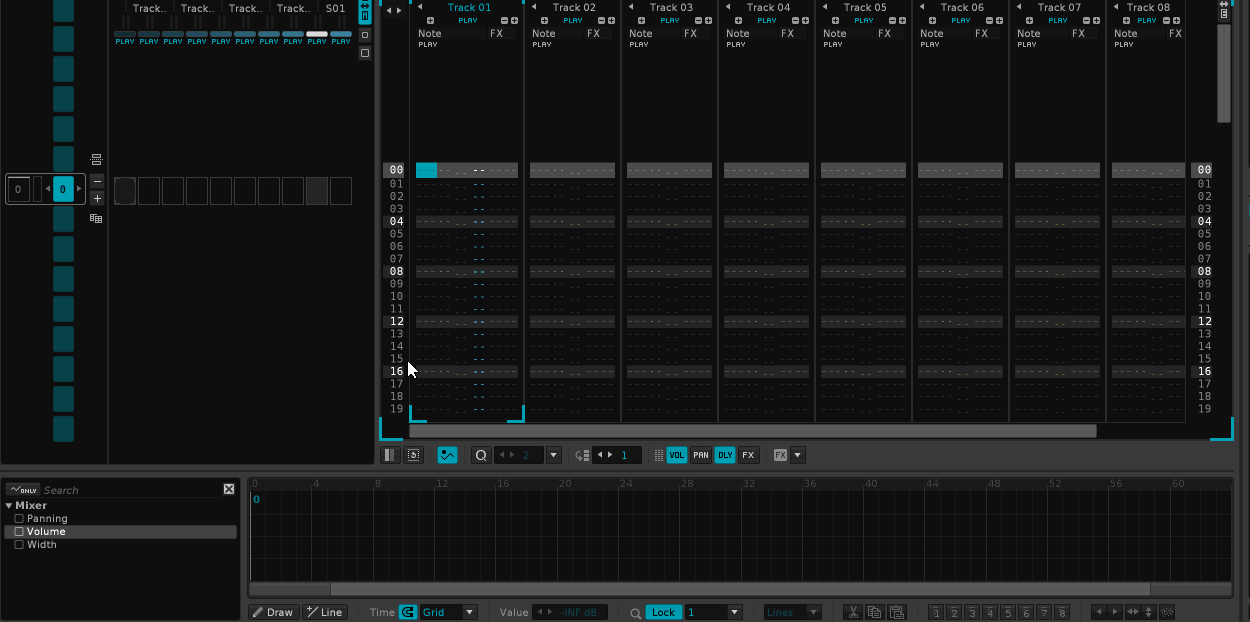 Track.. Track.. Track.. Track.. S01
PLAY PLAY PLAY PLAY PLAY PLAY PLAY PLAY PLAY PLAY
Track 01 Track 02 Track 03 Track 04 Track 05 Track 06 Track 07 Track 08
PLAY PLAY PLAY PLAY PLAY PLAY PLAY PLAY
Note FX Note FX Note FX Note FX Note FX Note FX Note FX Note FX
PLAY PLAY PLAY PLAY PLAY PLAY PLAY PLAY
0 0
00 00
01 01
02 02
03 03
04 04
05 05
06 06
07 07
08 08
09 09
10 10
11 11
12 12
13 13
14 14
15 15
16 16
17 17
18 18
19 19
Q 2 1 VOL PAN DLY FX FX
ONLY Search
Mixer
Panning
Volume
Width
0 4 8 12 16 20 24 28 32 36 40 44 48 52 56 60
0
Draw Line Time Grid Value -INF dB Lock 1 Lines 1 2 3 4 5 6 7 8